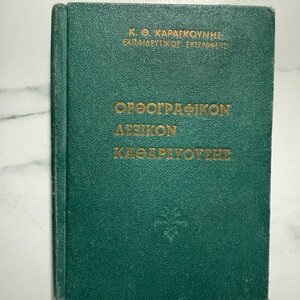 Κ. Θ. ΚΑΡΑΓΚΟΥΝΗΣ
ΕΚΠΑΙΔΕΥΤΙΚΟΣ ΣΥΓΓΡΑΦΕΥΣ
ΟΡΘΟΓΡΑΦΙΚΟΝ
ΛΕΞΙΚΟΝ
ΚΑΘΑΡΕΥΟΥΣΗΣ